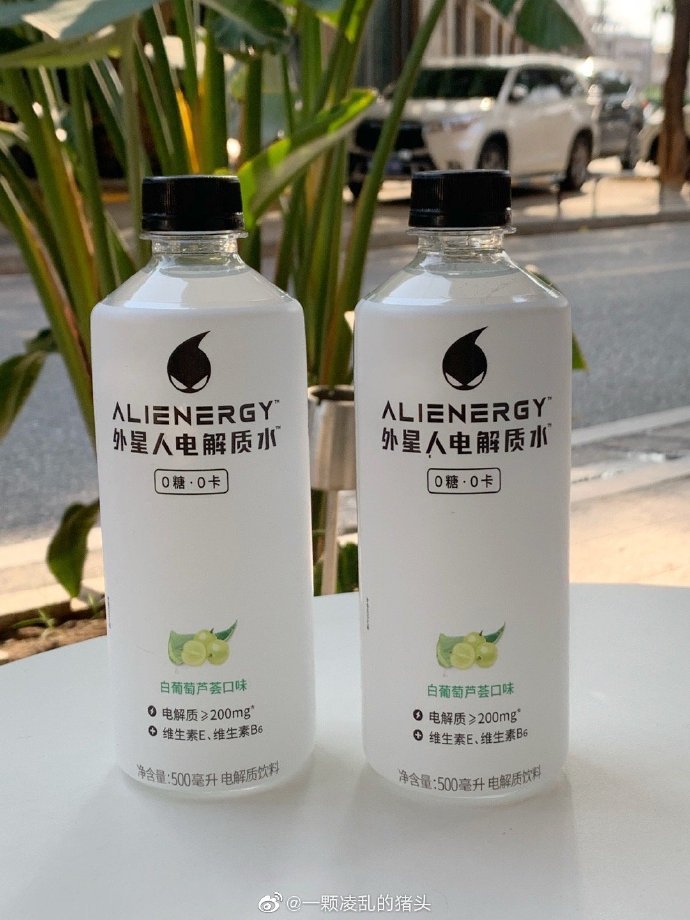 ALIENERGY™
外星人电解质水™
0糖·0卡
白葡萄芦荟口味
电解质≥200mg*
维生素E、维生素B6
净含量:500毫升 电解质饮料
ALIENERGY™
外星人电解质水™
0糖·0卡
白葡萄芦荟口味
电解质≥200mg*
维生素E、维生素B6
净含量:500毫升 电解质饮料
@一颗凌乱的猪头